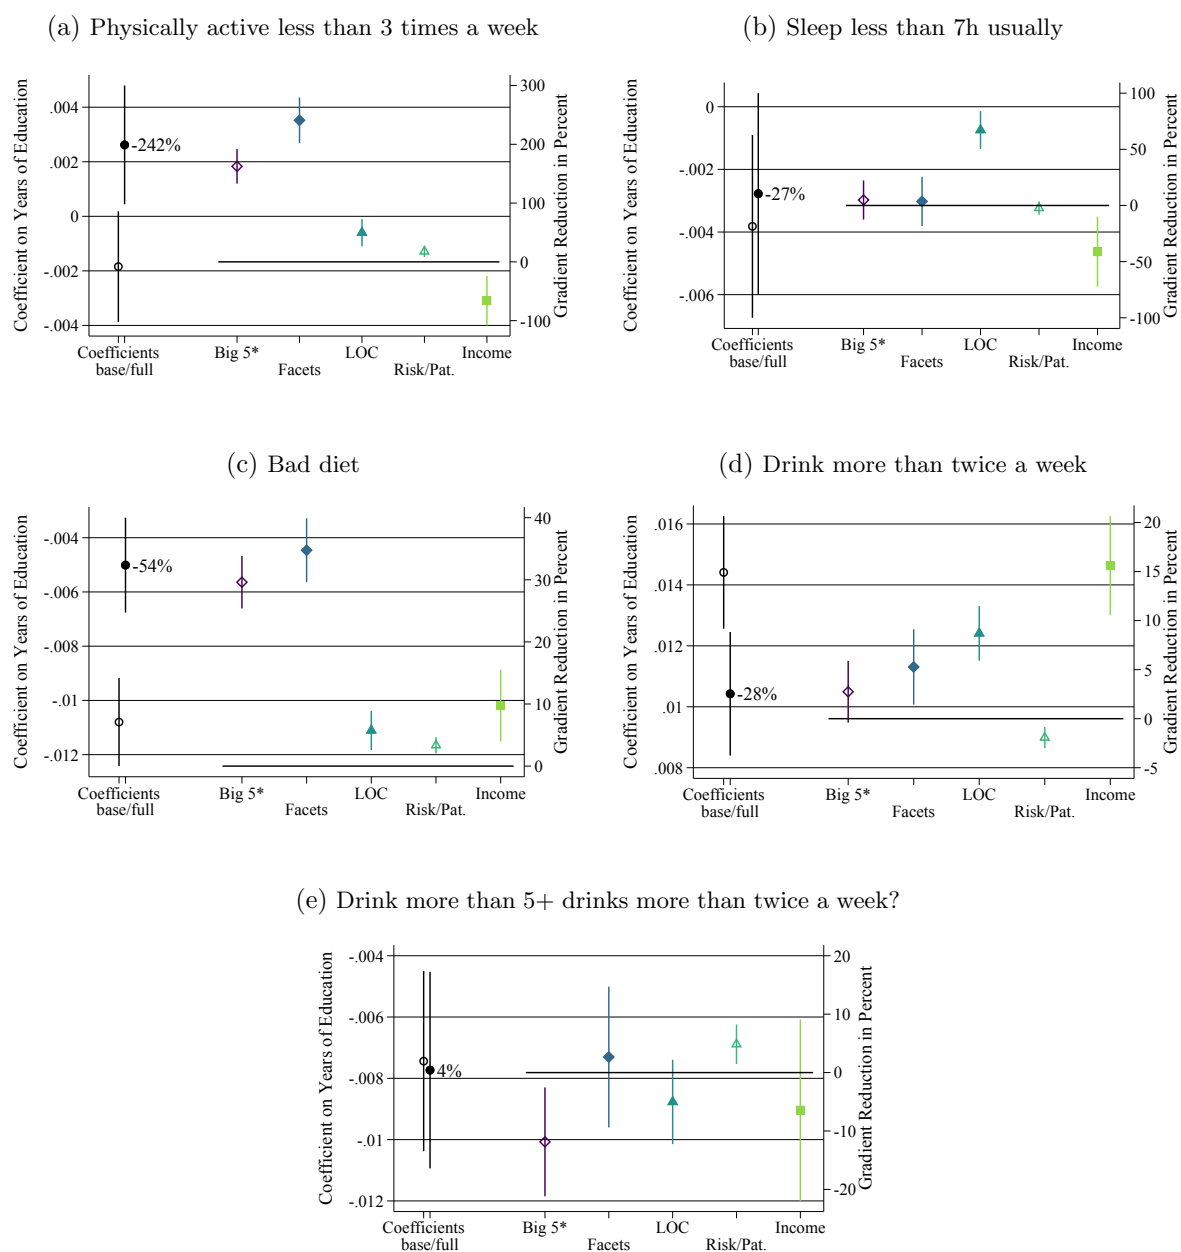 (a) Physically active less than 3 times a week
Coefficient on Years of Education
.004
.002
0
-.002
-.004
-242%
300
200
100
0
-100
Gradient Reduction in Percent
Coefficients
base/full
Big 5*
Facets
LOC
Risk/Pat.
Income
(b) Sleep less than 7h usually
Coefficient on Years of Education
0
-.002
-.004
-.006
-27%
100
50
0
-50
-100
Gradient Reduction in Percent
Coefficients
base/full
Big 5*
Facets
LOC
Risk/Pat.
Income
(c) Bad diet
Coefficient on Years of Education
-.004
-.006
-.008
-.01
-.012
-54%
40
30
20
10
0
Gradient Reduction in Percent
Coefficients
base/full
Big 5*
Facets
LOC
Risk/Pat.
Income
(d) Drink more than twice a week
Coefficient on Years of Education
.016
.014
.012
.01
.008
-28%
20
15
10
5
0
-5
Gradient Reduction in Percent
Coefficients
base/full
Big 5*
Facets
LOC
Risk/Pat.
Income
(e) Drink more than 5+ drinks more than twice a week?
Coefficient on Years of Education
-.004
-.006
-.008
-.01
-.012
4%
20
10
0
-10
-20
Gradient Reduction in Percent
Coefficients
base/full
Big 5*
Facets
LOC
Risk/Pat.
Income